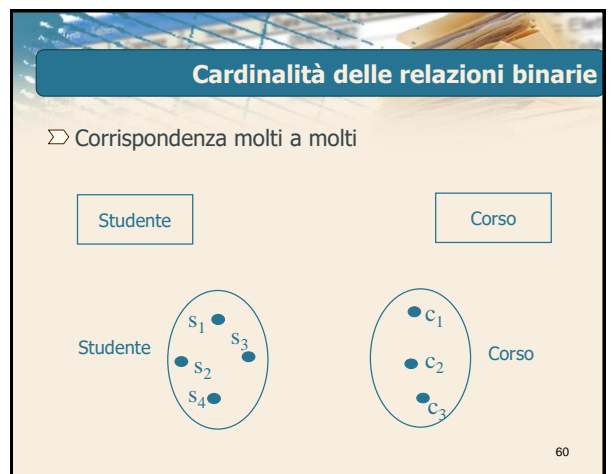 Cardinalità delle relazioni binarie
Corrispondenza molti a molti
Studente
Corso
Studente
s1
s3
s2
s4
c1
c2
c3
Corso
60